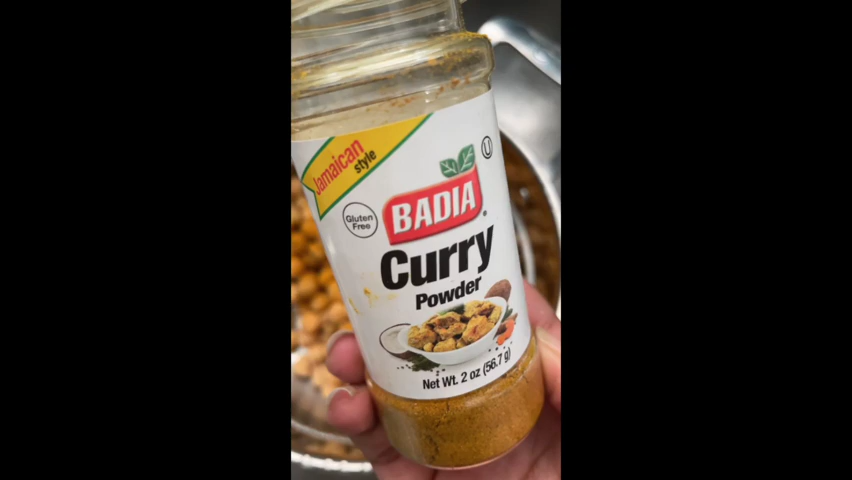 Jamaican
style
U
Gluten
Free
BADIA
Curry
Powder
Net Wt. 2 oz (56.7 g)